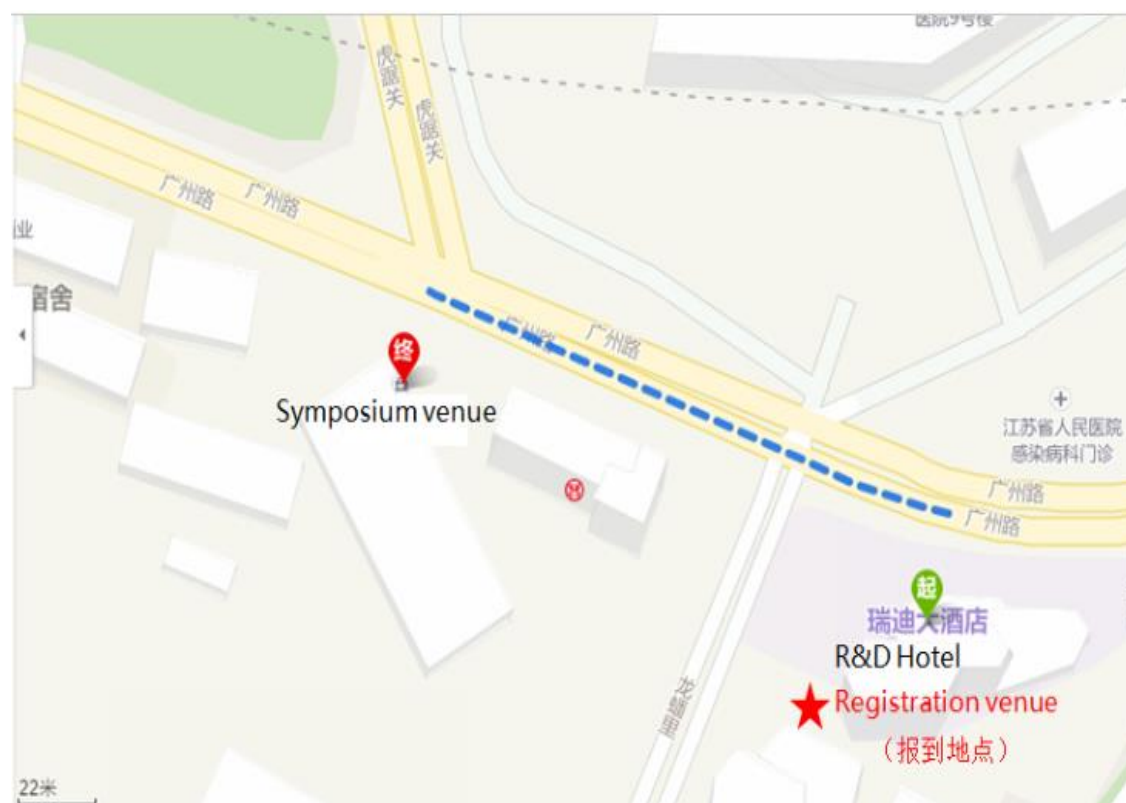 医院9号楼
虎踞关
虎踞关
广州路
广州路
业
宿舍
广州路
广州路
终
Symposium venue
江苏省人民医院
感染病科门诊
广州路
广州路
起
瑞迪大酒店
R&D Hotel
Registration venue
（报到地点）
龙蟠里
22米